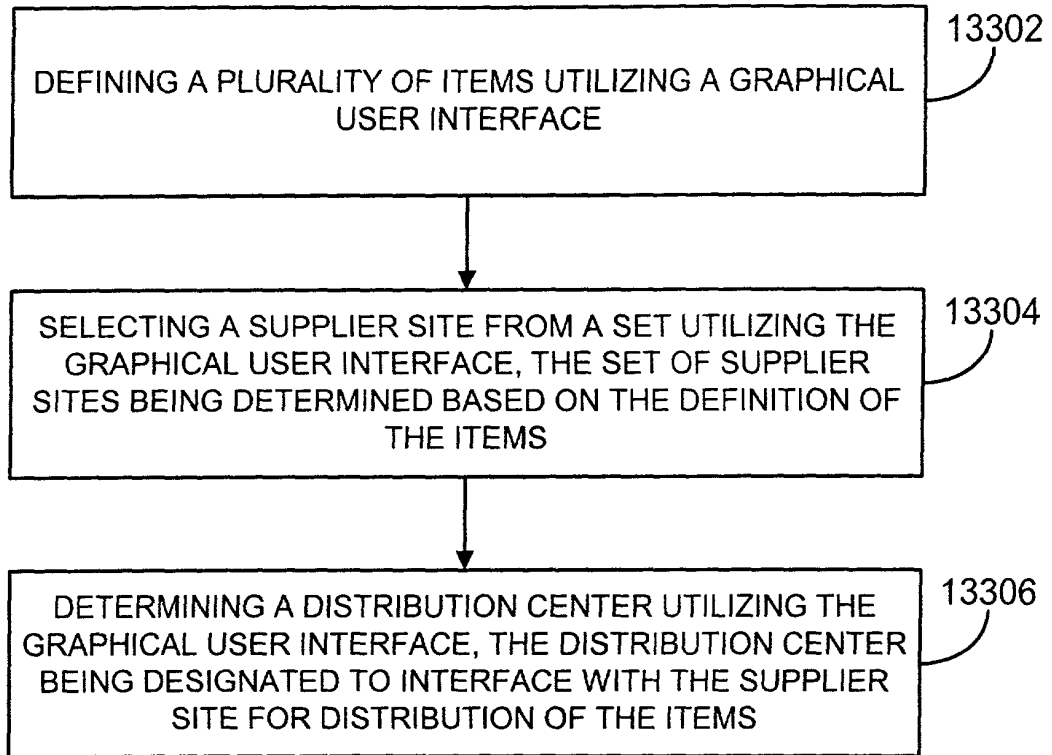 13302
DEFINING A PLURALITY OF ITEMS UTILIZING A GRAPHICAL
USER INTERFACE
13304
SELECTING A SUPPLIER SITE FROM A SET UTILIZING THE
GRAPHICAL USER INTERFACE, THE SET OF SUPPLIER
SITES BEING DETERMINED BASED ON THE DEFINITION OF
THE ITEMS
13306
DETERMINING A DISTRIBUTION CENTER UTILIZING THE
GRAPHICAL USER INTERFACE, THE DISTRIBUTION CENTER
BEING DESIGNATED TO INTERFACE WITH THE SUPPLIER
SITE FOR DISTRIBUTION OF THE ITEMS